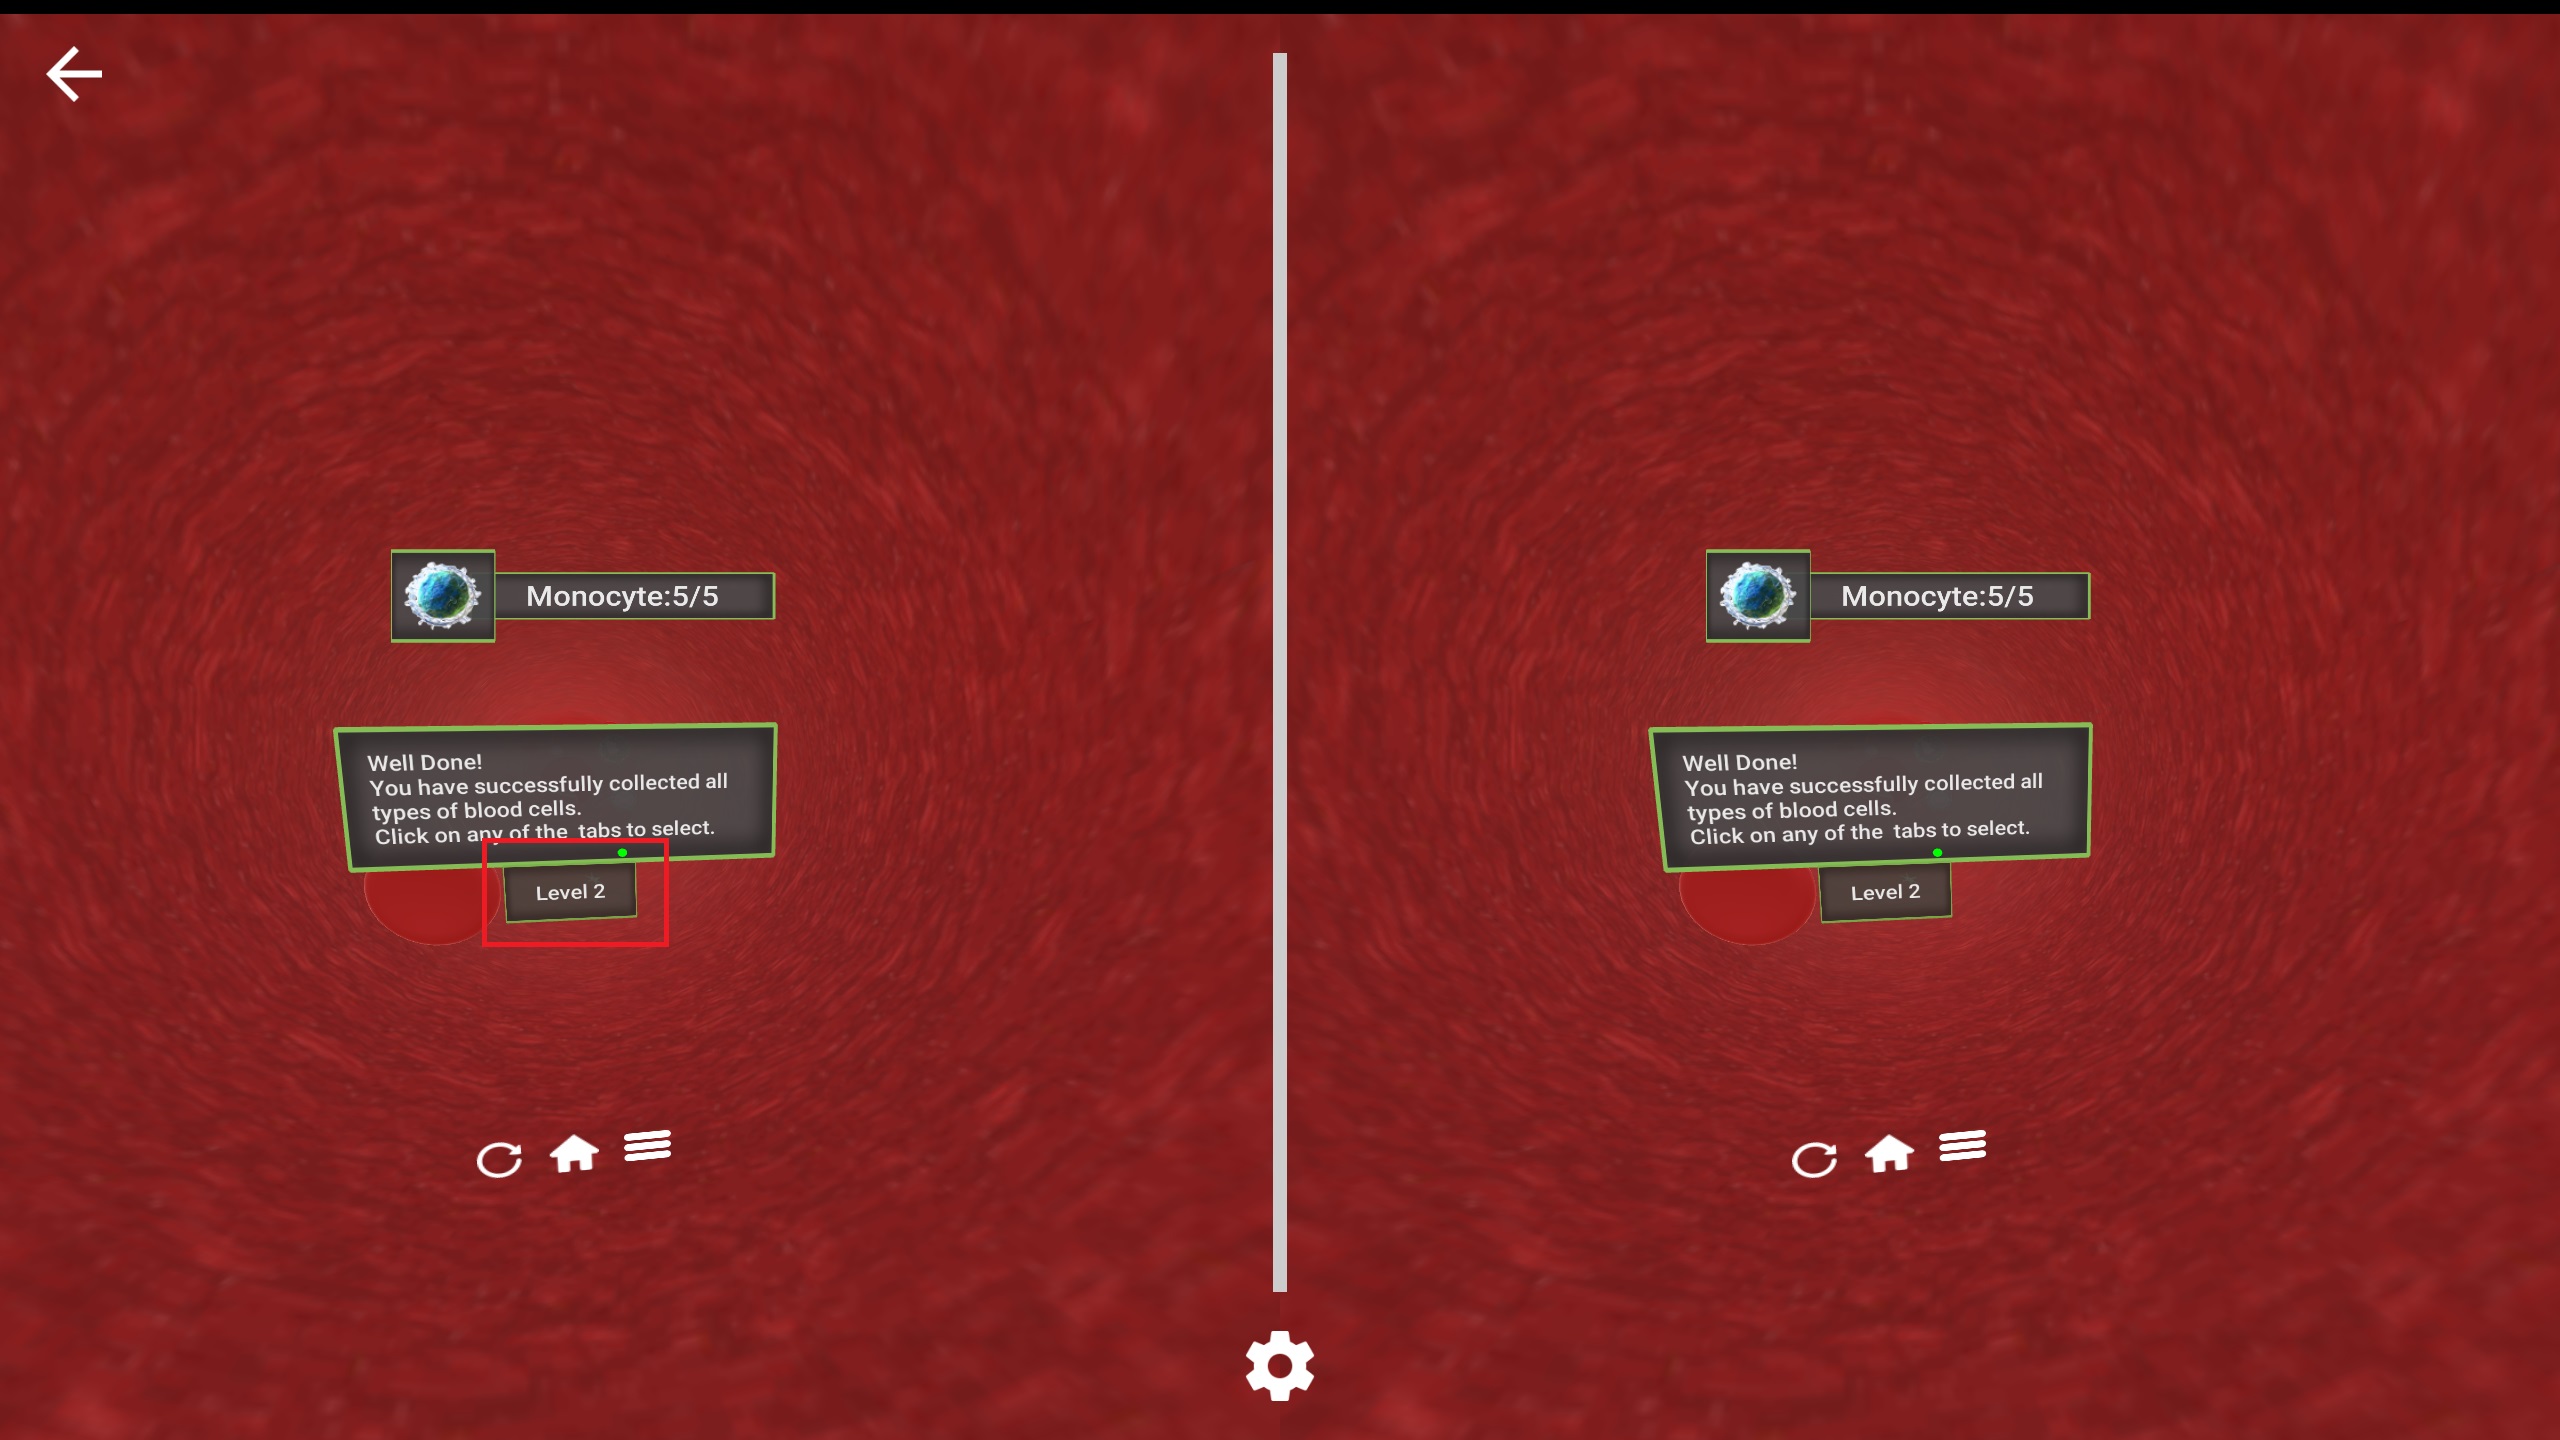 Monocyte:5/5
Well Done!
You have successfully collected all
types of blood cells.
Click on any of the tabs to select.
Level 2
Monocyte:5/5
Well Done!
You have successfully collected all
types of blood cells.
Click on any of the tabs to select.
Level 2